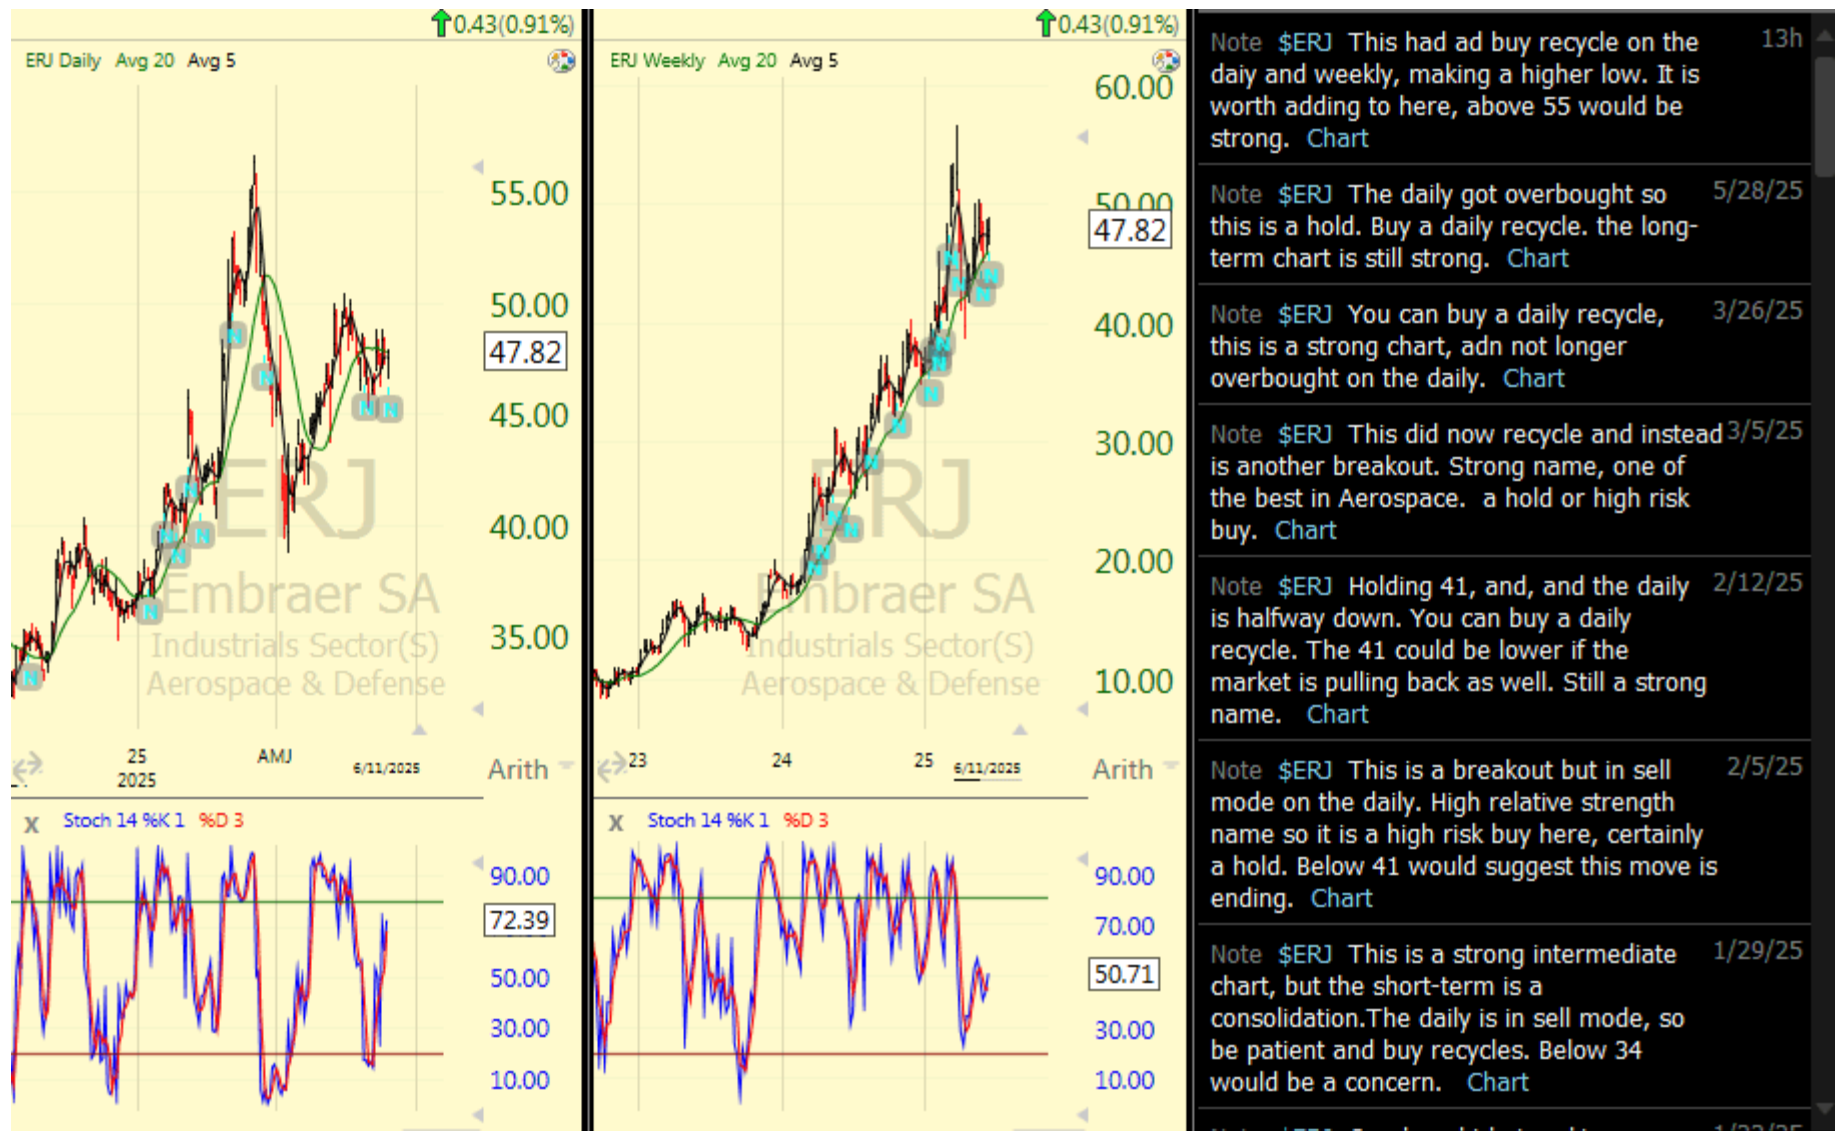 0.43(0.91%)
ERJ Daily Avg 20 Avg 5
55.00
50.00
47.82
45.00
40.00
35.00
N
N
N
N
N
N
N
N
N
N
ERJ
Embraer SA
Industrials Sector(S)
Aerospace & Defense
25
2025
AMJ
6/11/2025
Arith
X Stoch 14 %K 1 %D 3
90.00
72.39
50.00
30.00
10.00
0.43(0.91%)
ERJ Weekly Avg 20 Avg 5
60.00
50.00
47.82
40.00
30.00
20.00
10.00
N
N
N
N
N
N
N
N
N
N
N
N
N
ERJ
Embraer SA
Industrials Sector(S)
Aerospace & Defense
23
24
25
6/11/2025
Arith
X Stoch 14 %K 1 %D 3
90.00
70.00
50.71
30.00
10.00
Note $ERJ This had ad buy recycle on the 13h
daiy and weekly, making a higher low. It is
worth adding to here, above 55 would be
strong. Chart
Note $ERJ The daily got overbought so 5/28/25
this is a hold. Buy a daily recycle. the long-
term chart is still strong. Chart
Note $ERJ You can buy a daily recycle, 3/26/25
this is a strong chart, adn not longer
overbought on the daily. Chart
Note $ERJ This did now recycle and instead 3/5/25
is another breakout. Strong name, one of
the best in Aerospace. a hold or high risk
buy. Chart
Note $ERJ Holding 41, and, and the daily 2/12/25
is halfway down. You can buy a daily
recycle. The 41 could be lower if the
market is pulling back as well. Still a strong
name. Chart
Note $ERJ This is a breakout but in sell 2/5/25
mode on the daily. High relative strength
name so it is a high risk buy here, certainly
a hold. Below 41 would suggest this move is
ending. Chart
Note $ERJ This is a strong intermediate 1/29/25
chart, but the short-term is a
consolidation.The daily is in sell mode, so
be patient and buy recycles. Below 34
would be a concern. Chart